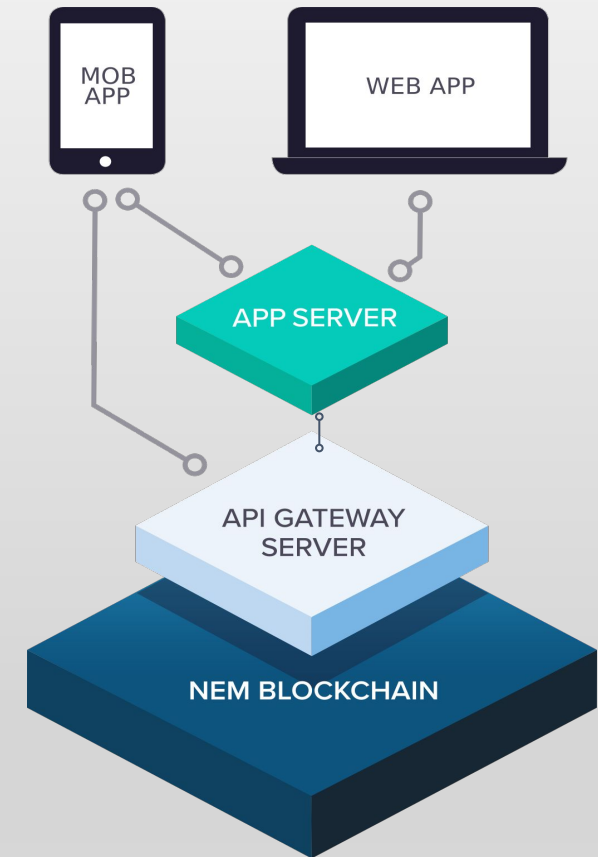 MOB
APP
WEB APP
APP SERVER
API GATEWAY
SERVER
NEM BLOCKCHAIN